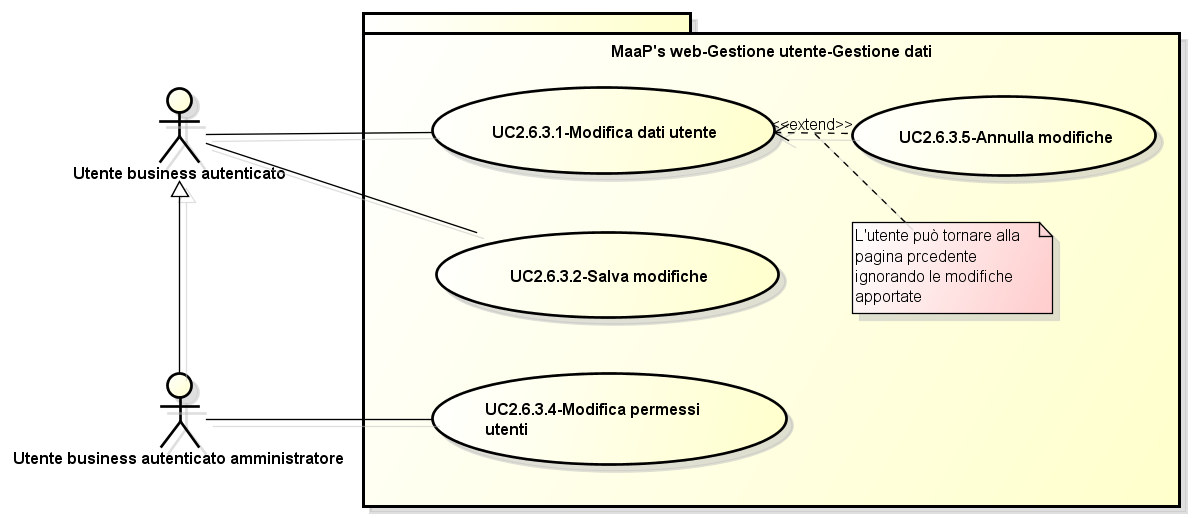 MaaP's web-Gestione utente-Gestione dati
UC2.6.3.1-Modifica dati utente
<<extend>>
UC2.6.3.5-Annulla modifiche
Utente business autenticato
L'utente può tornare alla
pagina prcedente
ignorando le modifiche
apportate
UC2.6.3.2-Salva modifiche
UC2.6.3.4-Modifica permessi
utenti
Utente business autenticato amministratore